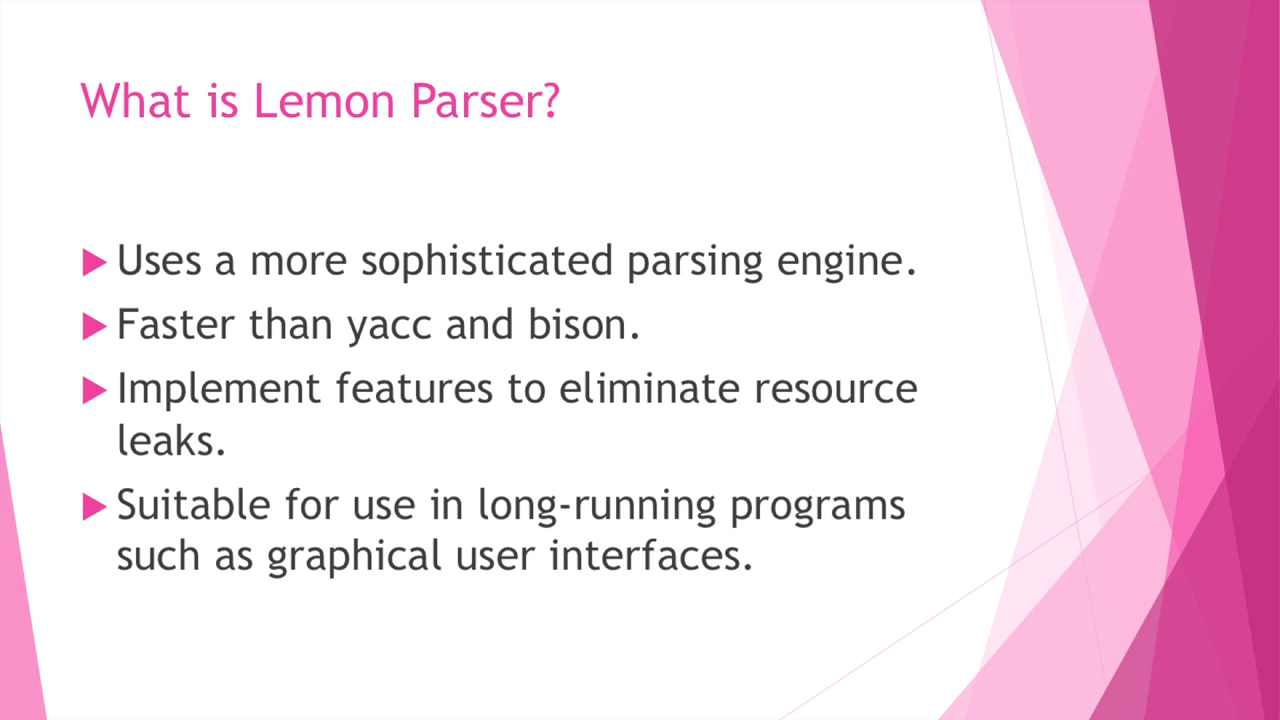 What is Lemon Parser?
Uses a more sophisticated parsing engine.
Faster than yacc and bison.
Implement features to eliminate resource
leaks.
Suitable for use in long-running programs
such as graphical user interfaces.